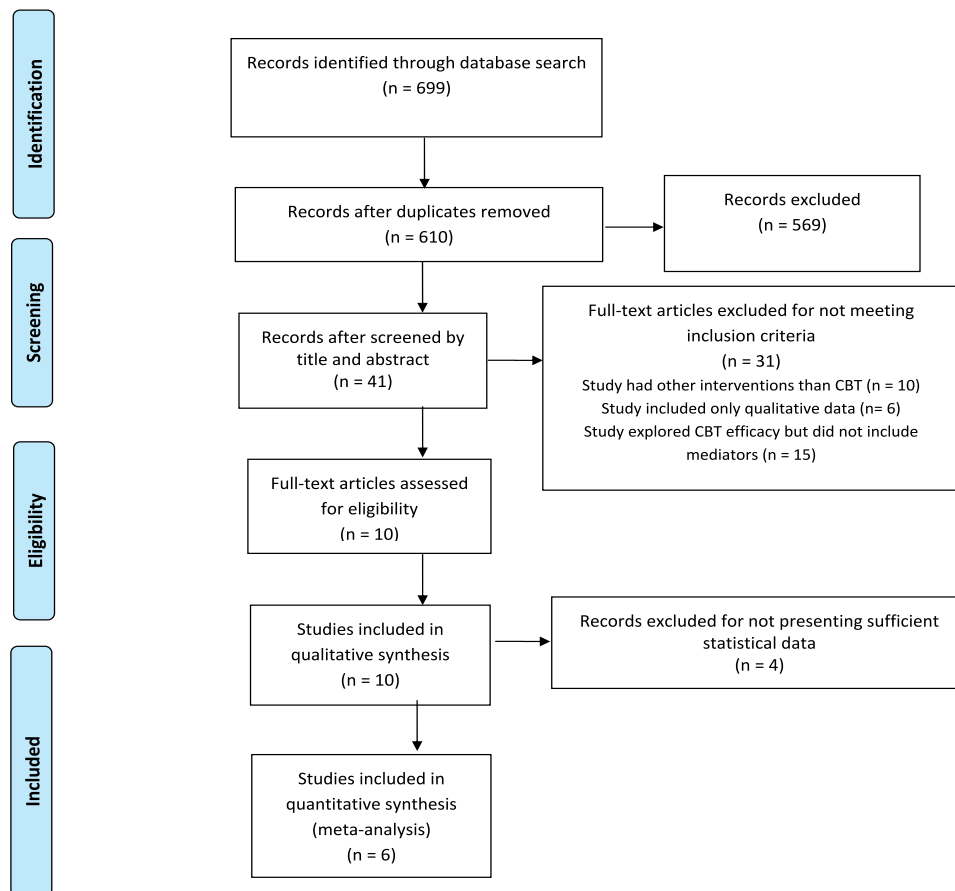 Identification
Records identified through database search
(n = 699)
Records after duplicates removed
(n = 610)
Records excluded
(n = 569)
Screening
Records after screened by
title and abstract
(n = 41)
Full-text articles excluded for not meeting
inclusion criteria
(n = 31)
Study had other interventions than CBT (n = 10)
Study included only qualitative data (n= 6)
Study explored CBT efficacy but did not include
mediators (n = 15)
Eligibility
Full-text articles assessed
for eligibility
(n = 10)
Studies included in
qualitative synthesis
(n = 10)
Records excluded for not presenting sufficient
statistical data
(n = 4)
Included
Studies included in
quantitative synthesis
(meta-analysis)
(n = 6)